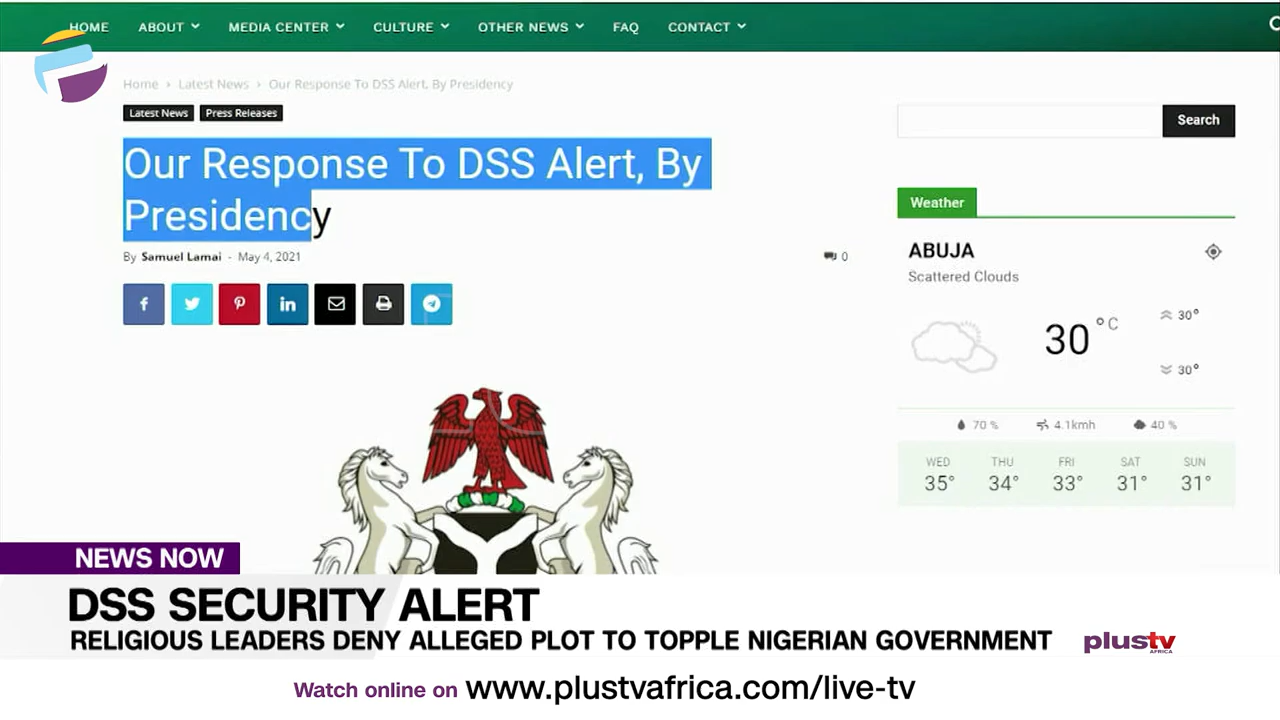 HOME ABOUT MEDIA CENTER CULTURE OTHER NEWS FAQ CONTACT
Home › Latest News › Our Response To DSS Alert, By Presidency
Latest News Press Releases
Our Response To DSS Alert, By
Presidency
By Samuel Lamai - May 4, 2021
0
Search
Weather
ABUJA
Scattered Clouds
30 °C
30°
30°
70 % 4.1kmh 40 %
WED THU FRI SAT SUN
35° 34° 33° 31° 31°
NEWS NOW
DSS SECURITY ALERT
RELIGIOUS LEADERS DENY ALLEGED PLOT TO TOPPLE NIGERIAN GOVERNMENT
plustv
AFRICA
Watch online on www.plustvafrica.com/live-tv